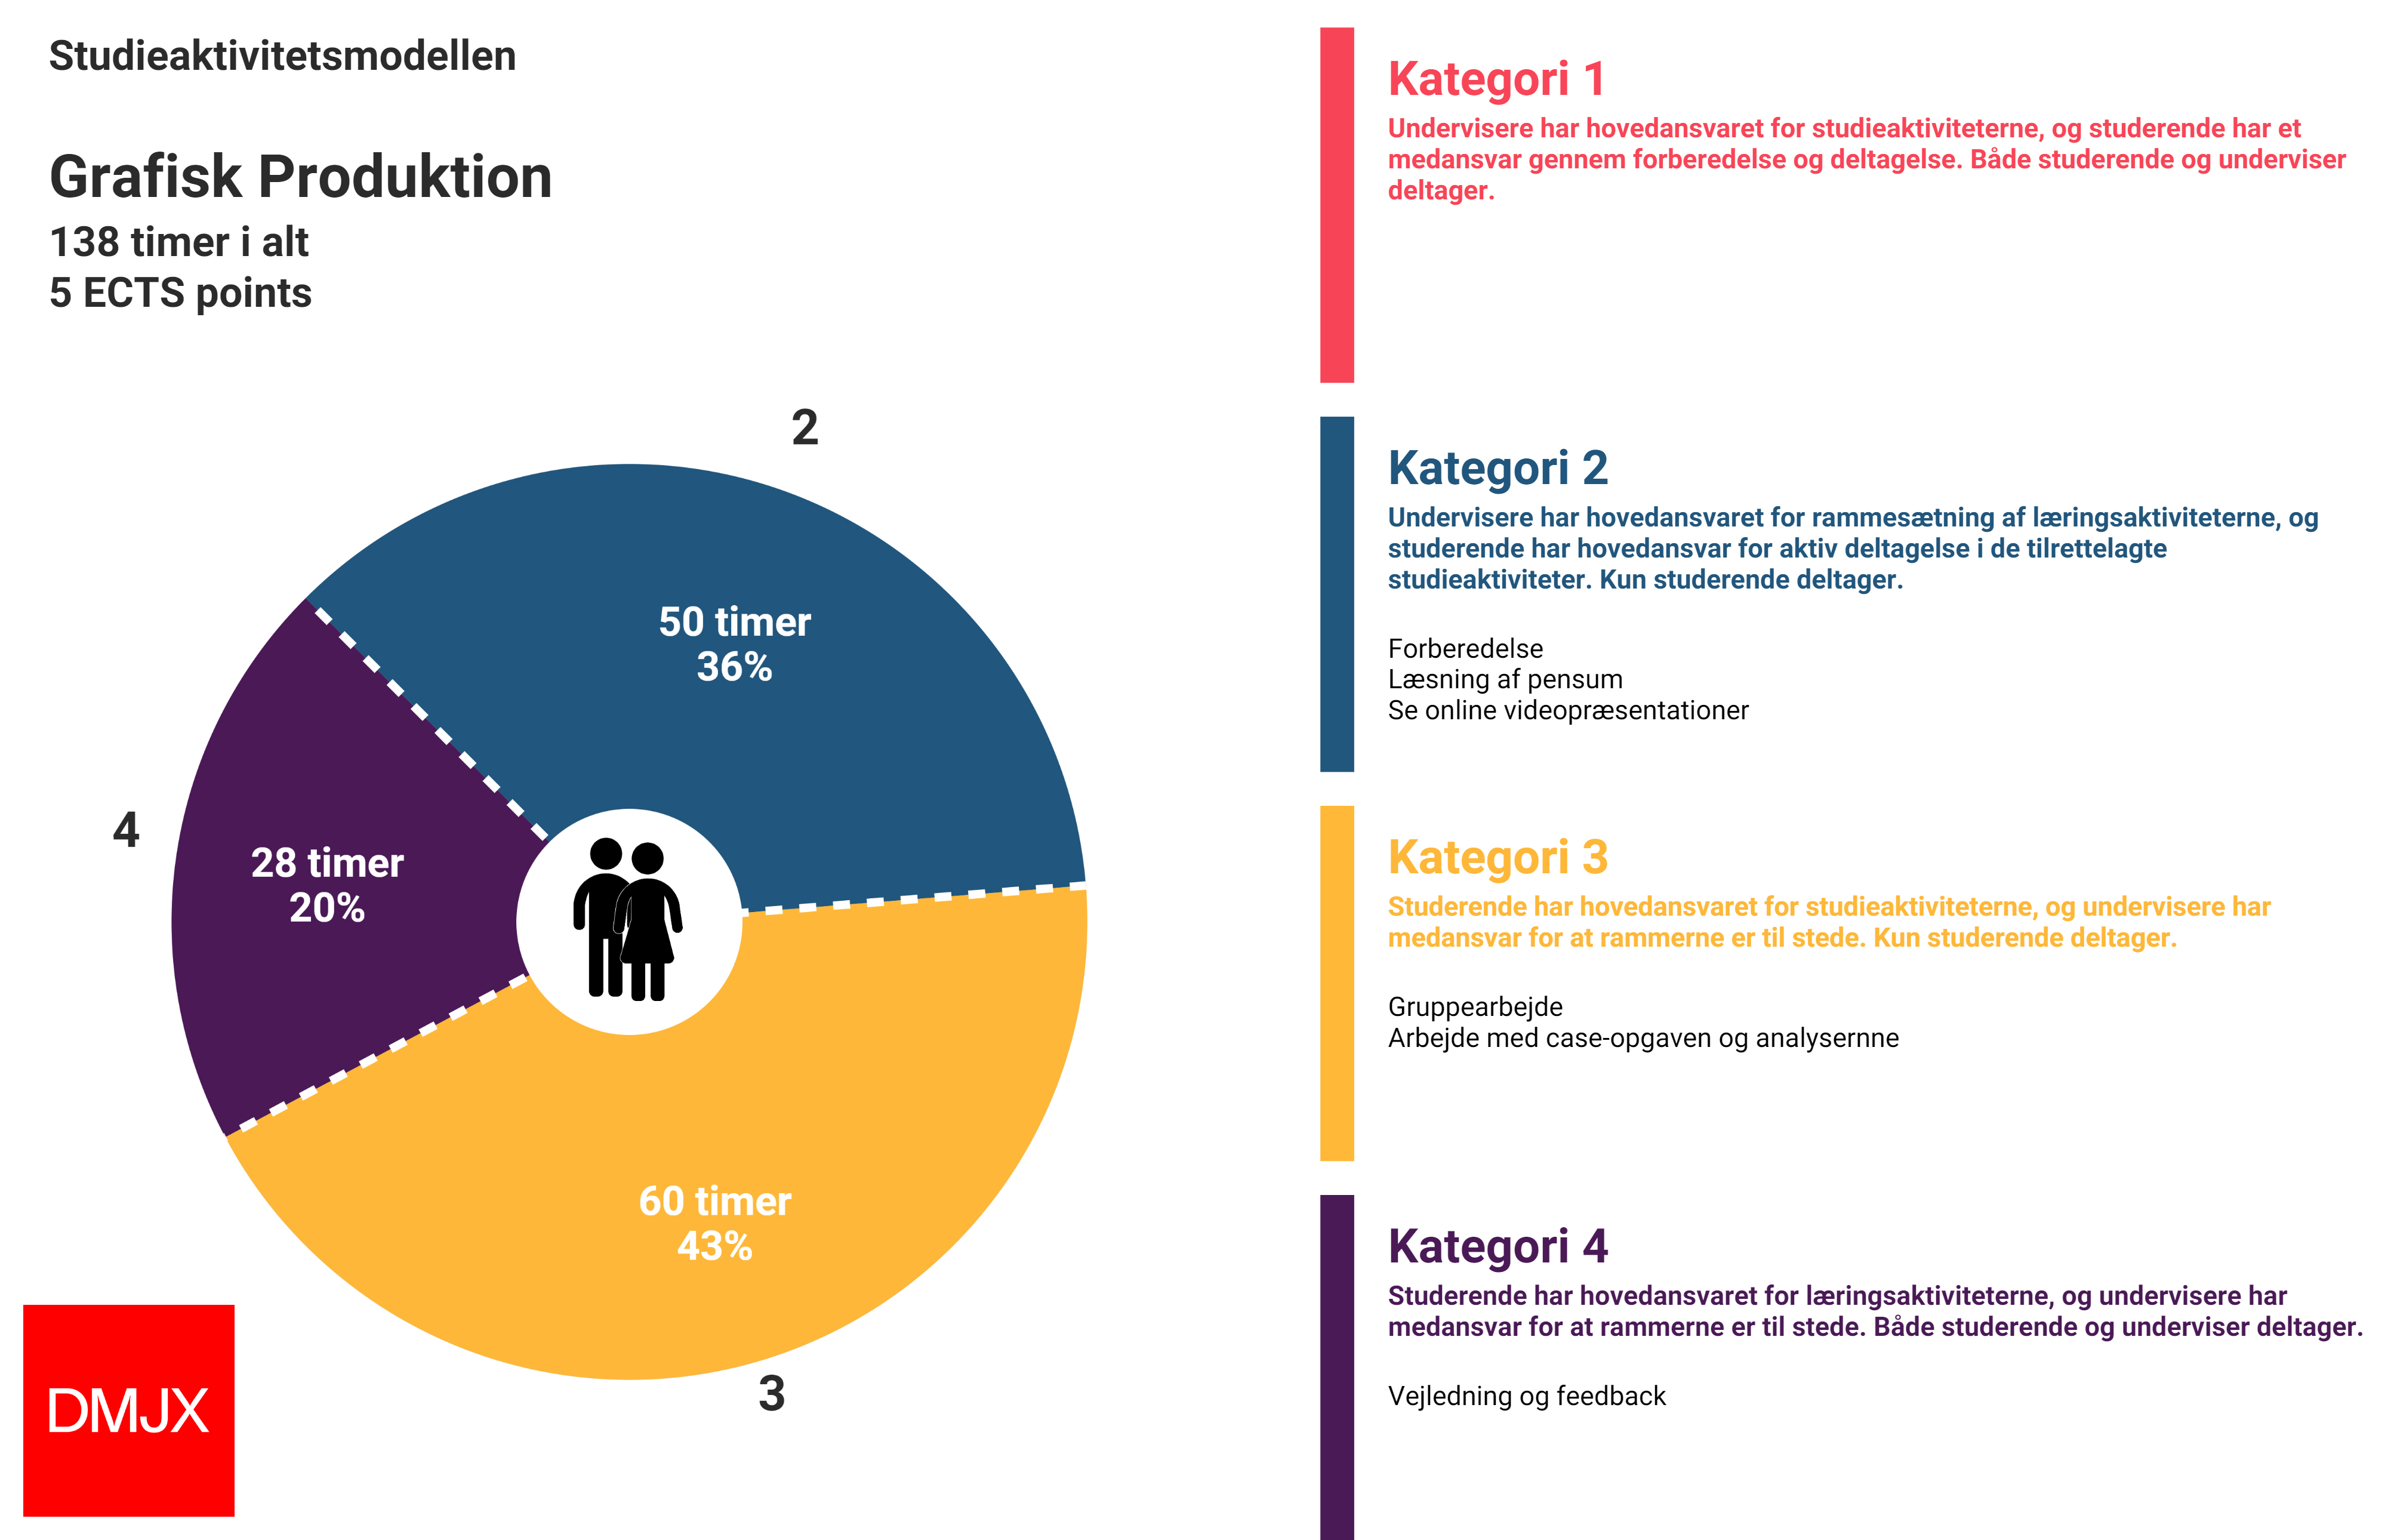 Studieaktivitetsmodellen
Grafisk Produktion
138 timer i alt
5 ECTS points
2
50 timer
36%
4
28 timer
20%
60 timer
43%
3
DMJX
Kategori 1
Undervisere har hovedansvaret for studieaktiviteterne, og studerende har et
medansvar gennem forberedelse og deltagelse. Både studerende og underviser
deltager.
Kategori 2
Undervisere har hovedansvaret for rammesætning af læringsaktiviteterne, og
studerende har hovedansvar for aktiv deltagelse i de tilrettelagte
studieaktiviteter. Kun studerende deltager.
Forberedelse
Læsning af pensum
Se online videopræsentationer
Kategori 3
Studerende har hovedansvaret for studieaktiviteterne, og undervisere har
medansvar for at rammerne er til stede. Kun studerende deltager.
Gruppearbejde
Arbejde med case-opgaven og analysernne
Kategori 4
Studerende har hovedansvaret for læringsaktiviteterne, og undervisere har
medansvar for at rammerne er til stede. Både studerende og underviser deltager.
Vejledning og feedback